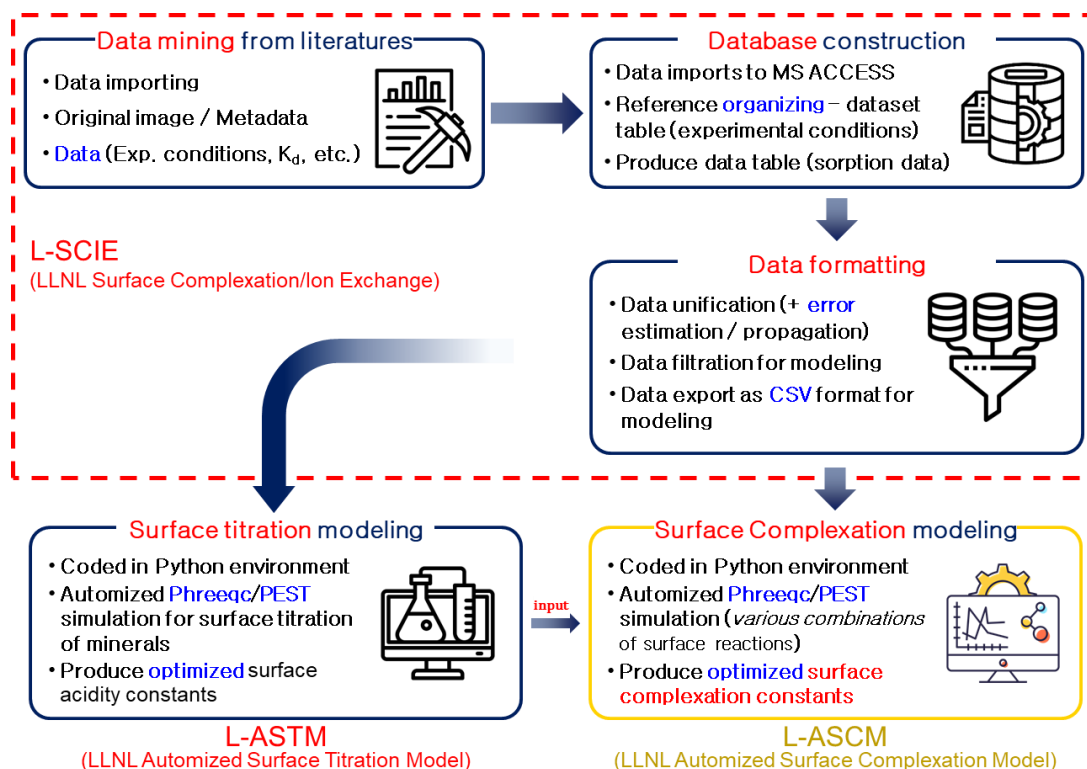 Data mining from literatures
• Data importing
• Original image / Metadata
• Data (Exp. conditions, Kd, etc.)
Database construction
• Data imports to MS ACCESS
• Reference organizing – dataset
table (experimental conditions)
• Produce data table (sorption data)
L-SCIE
(LLNL Surface Complexation/Ion Exchange)
Data formatting
• Data unification (+ error
estimation / propagation)
• Data filtration for modeling
• Data export as CSV format for
modeling
Surface titration modeling
• Coded in Python environment
• Automized Phreeqc/PEST
simulation for surface titration
of minerals
• Produce optimized surface
acidity constants
L-ASTM
(LLNL Automized Surface Titration Model)
input
Surface Complexation modeling
• Coded in Python environment
• Automized Phreeqc/PEST
simulation (various combinations
of surface reactions)
• Produce optimized surface
complexation constants
L-ASCM
(LLNL Automized Surface Complexation Model)